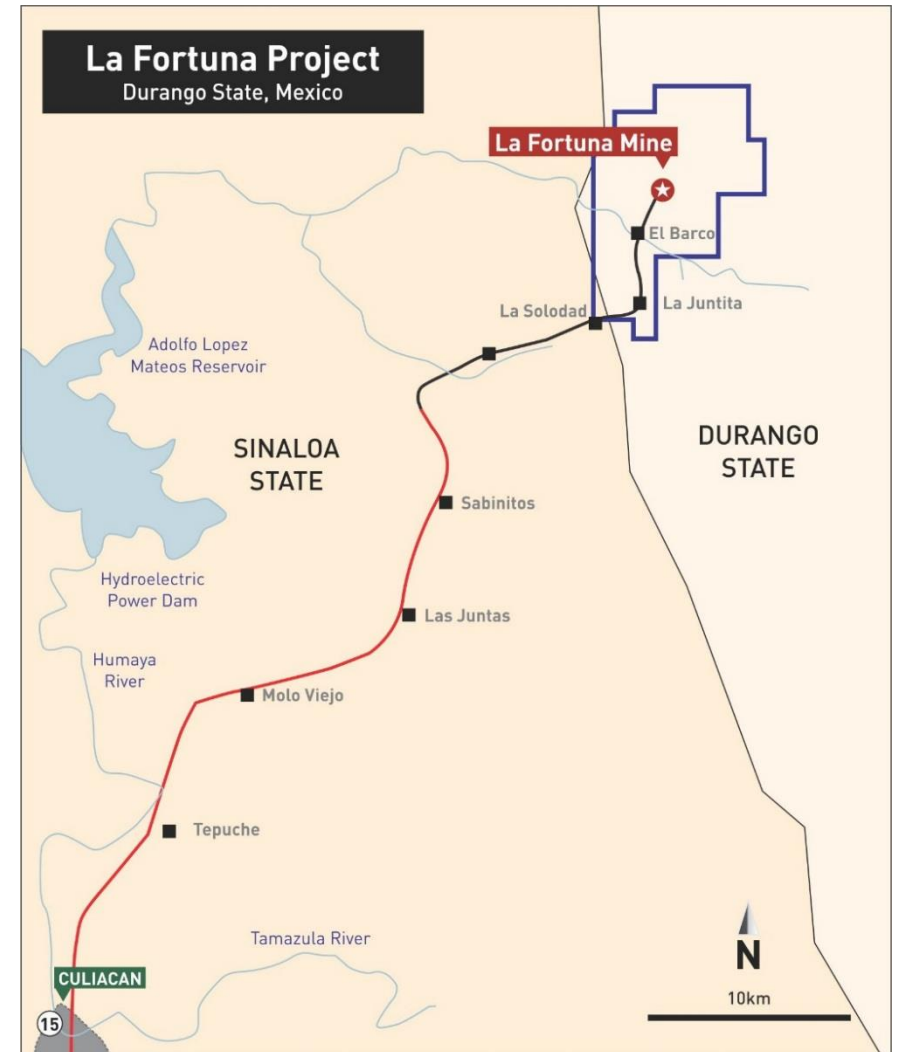 La Fortuna Project
Durango State, Mexico
La Fortuna Mine
El Barco
La Juntita
La Solodad
Adolfo Lopez
Mateos Reservoir
SINALOA
STATE
DURANGO
STATE
Sabinitos
Hydroelectric
Power Dam
Las Juntas
Humaya
River
Molo Viejo
Tepuche
Tamazula River
N
CULIACAN
10km
15